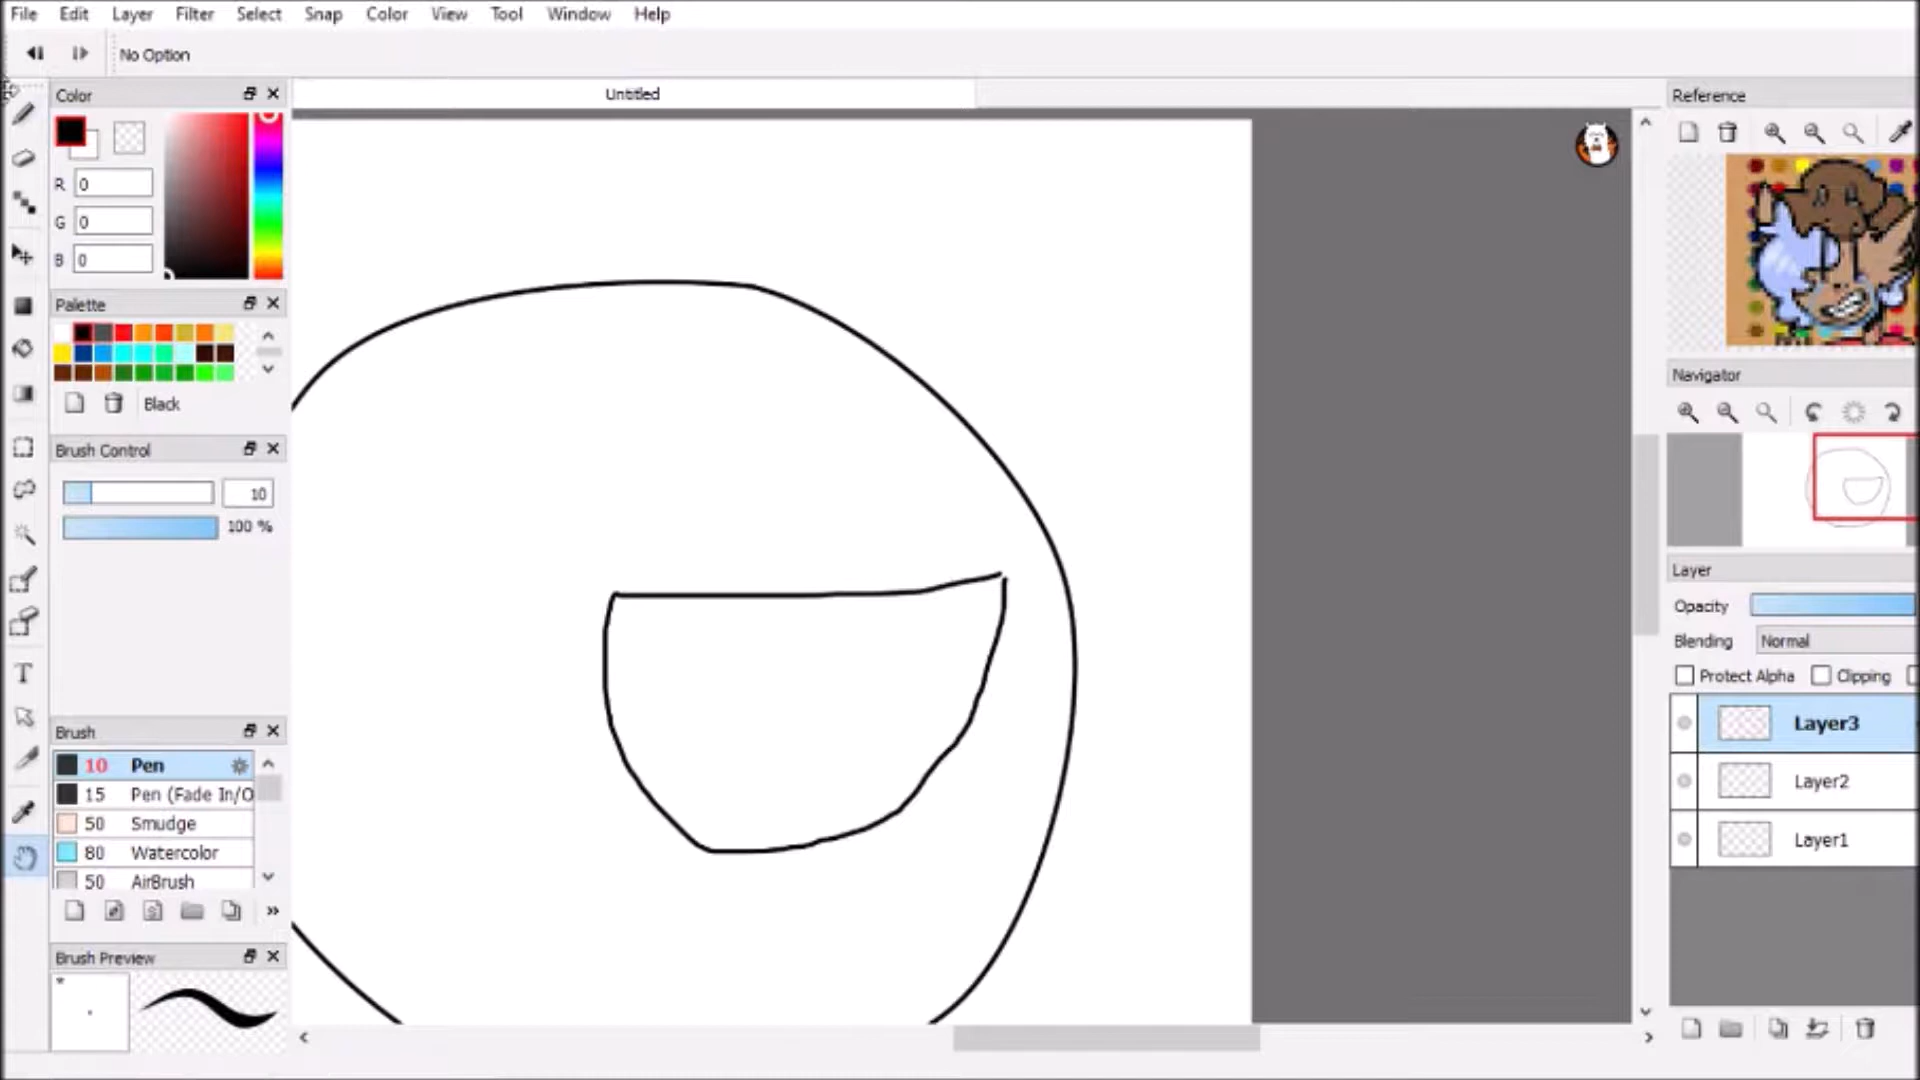 File Edit Layer Filter Select Snap Color View Tool Window Help
No Option
Color
Untitled
Reference
R 0
G 0
B 0
Palette
Black
Navigator
Brush Control
10
100 %
Layer
Opacity
Blending Normal
Protect Alpha Clipping
Layer3
Layer2
Layer1
Brush
10 Pen
15 Pen (Fade In/O
50 Smudge
80 Watercolor
50 AirBrush
Brush Preview